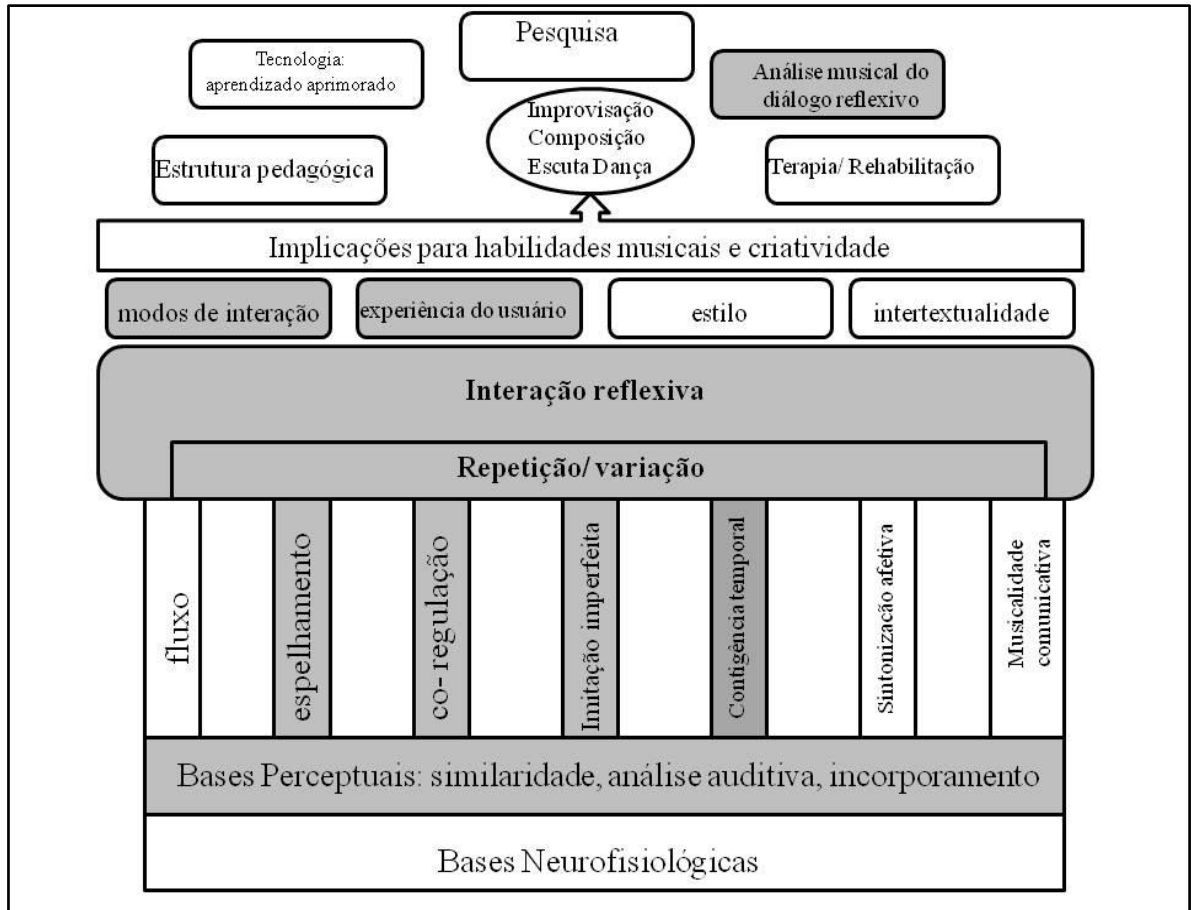 Pesquisa
Tecnologia:
aprendizado aprimorado
Análise musical do
diálogo reflexivo
Improvisação
Composição
Escuta Dança
Estrutura pedagógica
Terapia/ Rehabilitação
Implicações para habilidades musicais e criatividade
modos de interação
experiência do usuário
estilo
intertextualidade
Interação reflexiva
Repetição/ variação
fluxo
espelhamento
co- regulação
Imitação imperfeita
Contigência temporal
Sintonização afetiva
Musicalidade
comunicativa
Bases Perceptuais: similaridade, análise auditiva, incorporamento
Bases Neurofisiológicas